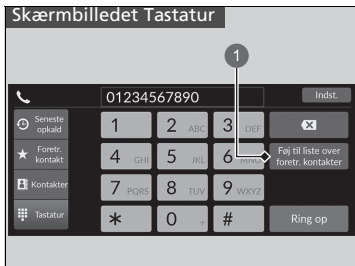 Skærmbilledet Tastatur
1
01234567890
Indst.
Seneste
opkald
1
2 ABC
3 DEF
Foretr.
kontakt
4 GHI
5 JKL
6 MNO
Føj til liste over
foretr. kontakter
Kontakter
7 PQRS
8 TUV
9 WXYZ
Tastatur
*
0 +
#
Ring op